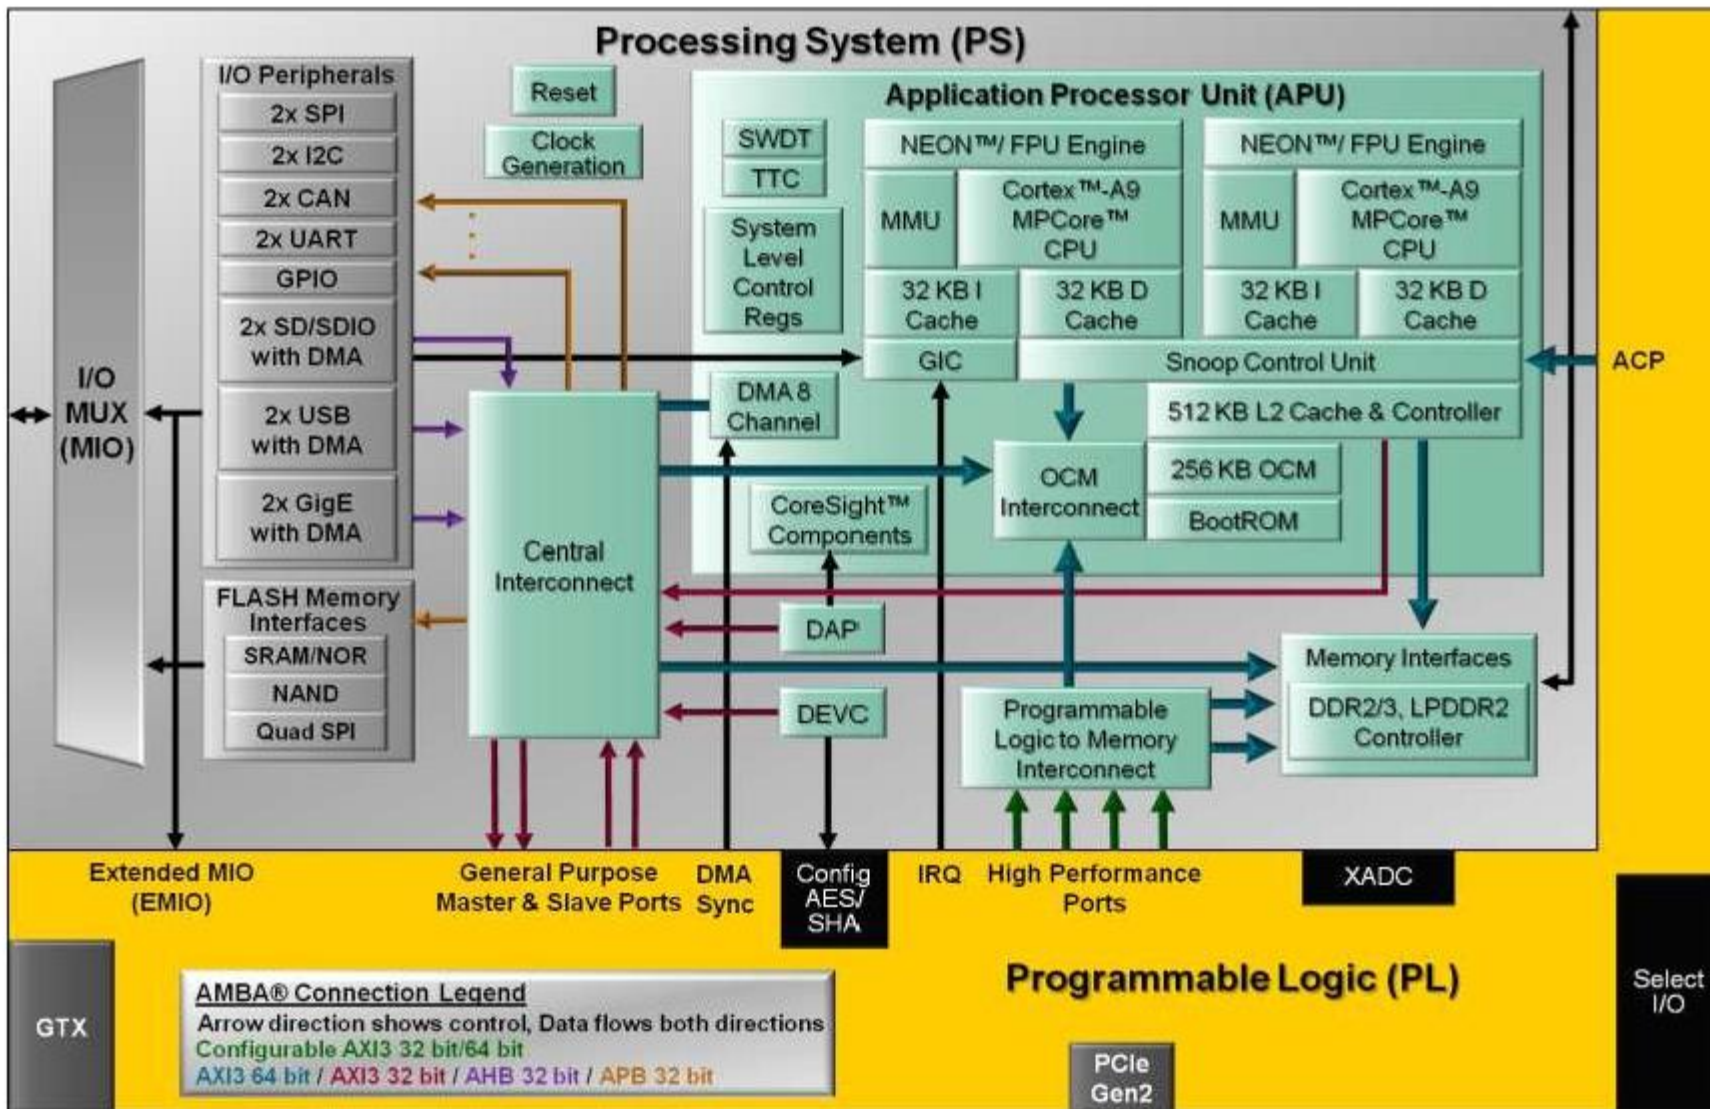 Processing System (PS)
I/O Peripherals
2x SPI
2x I2C
2x CAN
2x UART
GPIO
2x SD/SDIO
with DMA
2x USB
with DMA
2x GigE
with DMA
I/O
MUX
(MIO)
FLASH Memory
Interfaces
SRAM/NOR
NAND
Quad SPI
Reset
Clock
Generation
Central
Interconnect
Application Processor Unit (APU)
SWDT
TTC
System
Level
Control
Regs
NEON™/ FPU Engine
MMU
Cortex™-A9
MPCore™
CPU
32 KB I
Cache
32 KB D
Cache
NEON™/ FPU Engine
MMU
Cortex™-A9
MPCore™
CPU
32 KB I
Cache
32 KB D
Cache
GIC
Snoop Control Unit
DMA 8
Channel
512 KB L2 Cache & Controller
OCM
Interconnect
256 KB OCM
BootROM
CoreSight™
Components
DAP
DEVC
Programmable
Logic to Memory
Interconnect
Memory Interfaces
DDR2/3, LPDDR2
Controller
ACP
Extended MIO
(EMIO)
General Purpose
Master & Slave Ports
DMA
Sync
Config
AES/
SHA
IRQ
High Performance
Ports
XADC
Programmable Logic (PL)
GTX
AMBA® Connection Legend
Arrow direction shows control, Data flows both directions
Configurable AXI3 32 bit/64 bit
AXI3 64 bit / AXI3 32 bit / AHB 32 bit / APB 32 bit
PCIe
Gen2
Select
I/O